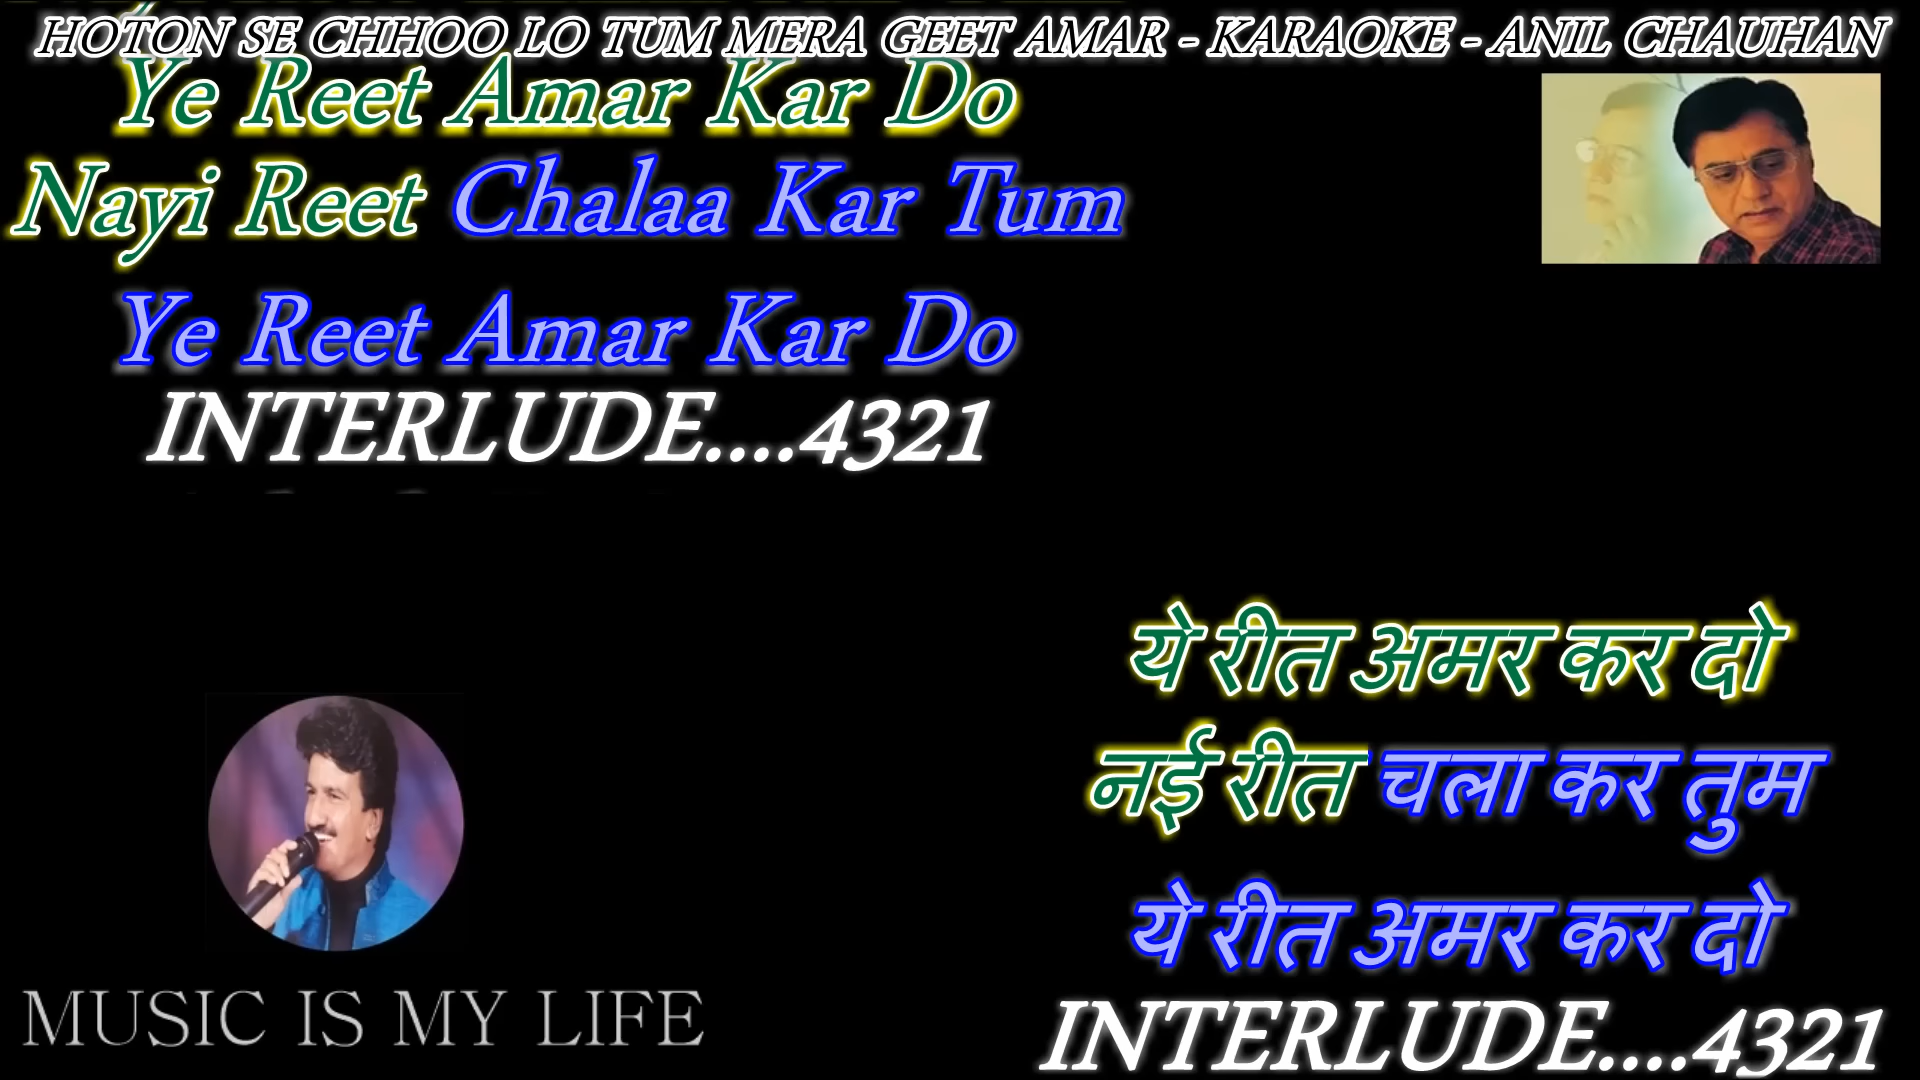 HOTON SE CHHOO LO TUM MERA GEET AMAR - KARAOKE - ANIL CHAUHAN
Ye Reet Amar Kar Do
Nayi Reet Chalaa Kar Tum
Ye Reet Amar Kar Do
INTERLUDE....4321
ये रीत अमर कर दो
नई रीत चला कर तुम
ये रीत अमर कर दो
INTERLUDE....4321
MUSIC IS MY LIFE